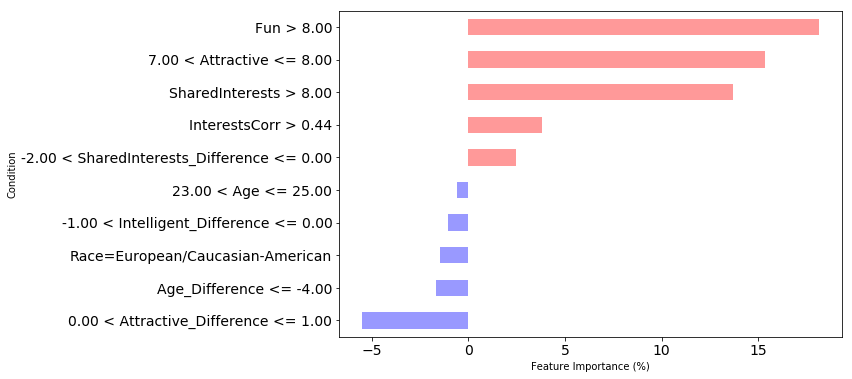 Fun > 8.00
7.00 < Attractive <= 8.00
SharedInterests > 8.00
InterestsCorr > 0.44
-2.00 < SharedInterests_Difference <= 0.00
23.00 < Age <= 25.00
-1.00 < Intelligent_Difference <= 0.00
Race=European/Caucasian-American
Age_Difference <= -4.00
0.00 < Attractive_Difference <= 1.00
Condition
−5 0 5 10 15
Feature Importance (%)